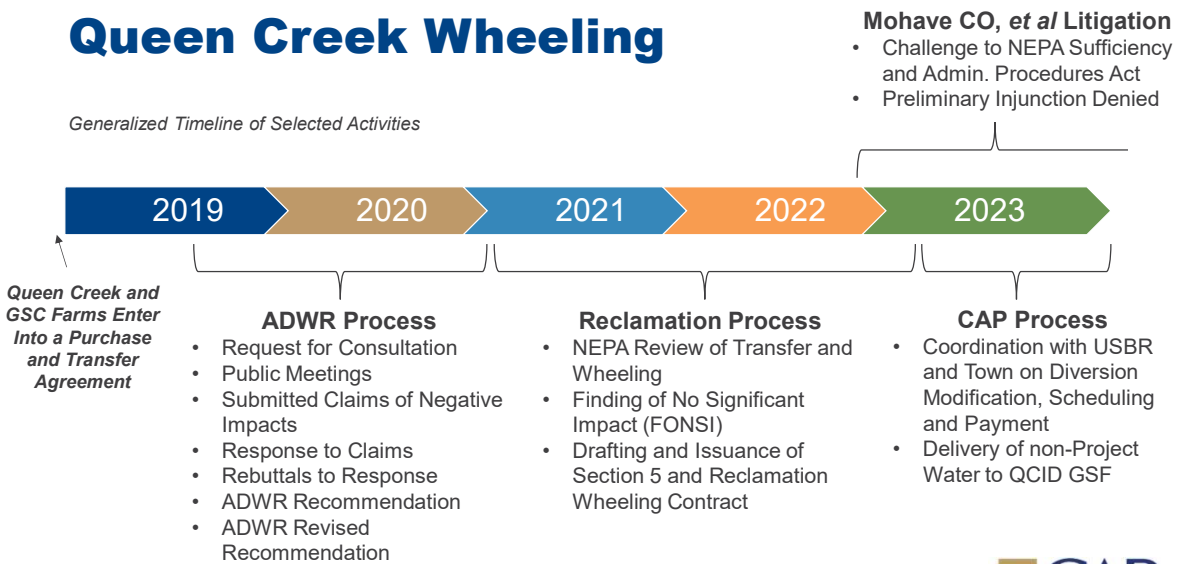 Queen Creek Wheeling
Generalized Timeline of Selected Activities
Mohave CO, et al Litigation
• Challenge to NEPA Sufficiency
and Admin. Procedures Act
• Preliminary Injunction Denied
2019
2020
2021
2022
2023
Queen Creek and
GSC Farms Enter
Into a Purchase
and Transfer
Agreement
ADWR Process
• Request for Consultation
• Public Meetings
• Submitted Claims of Negative
Impacts
• Response to Claims
• Rebuttals to Response
• ADWR Recommendation
• ADWR Revised
Recommendation
Reclamation Process
• NEPA Review of Transfer and
Wheeling
• Finding of No Significant
Impact (FONSI)
• Drafting and Issuance of
Section 5 and Reclamation
Wheeling Contract
CAP Process
• Coordination with USBR
and Town on Diversion
Modification, Scheduling
and Payment
• Delivery of non-Project
Water to QCID GSF